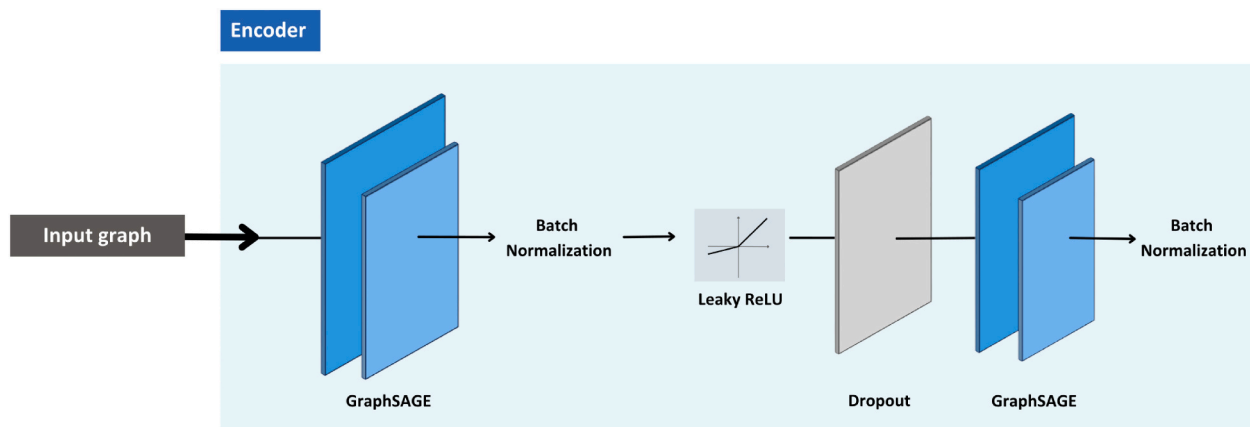 Encoder
Input graph
Batch
Normalization
Leaky ReLU
Batch
Normalization
GraphSAGE
Dropout
GraphSAGE